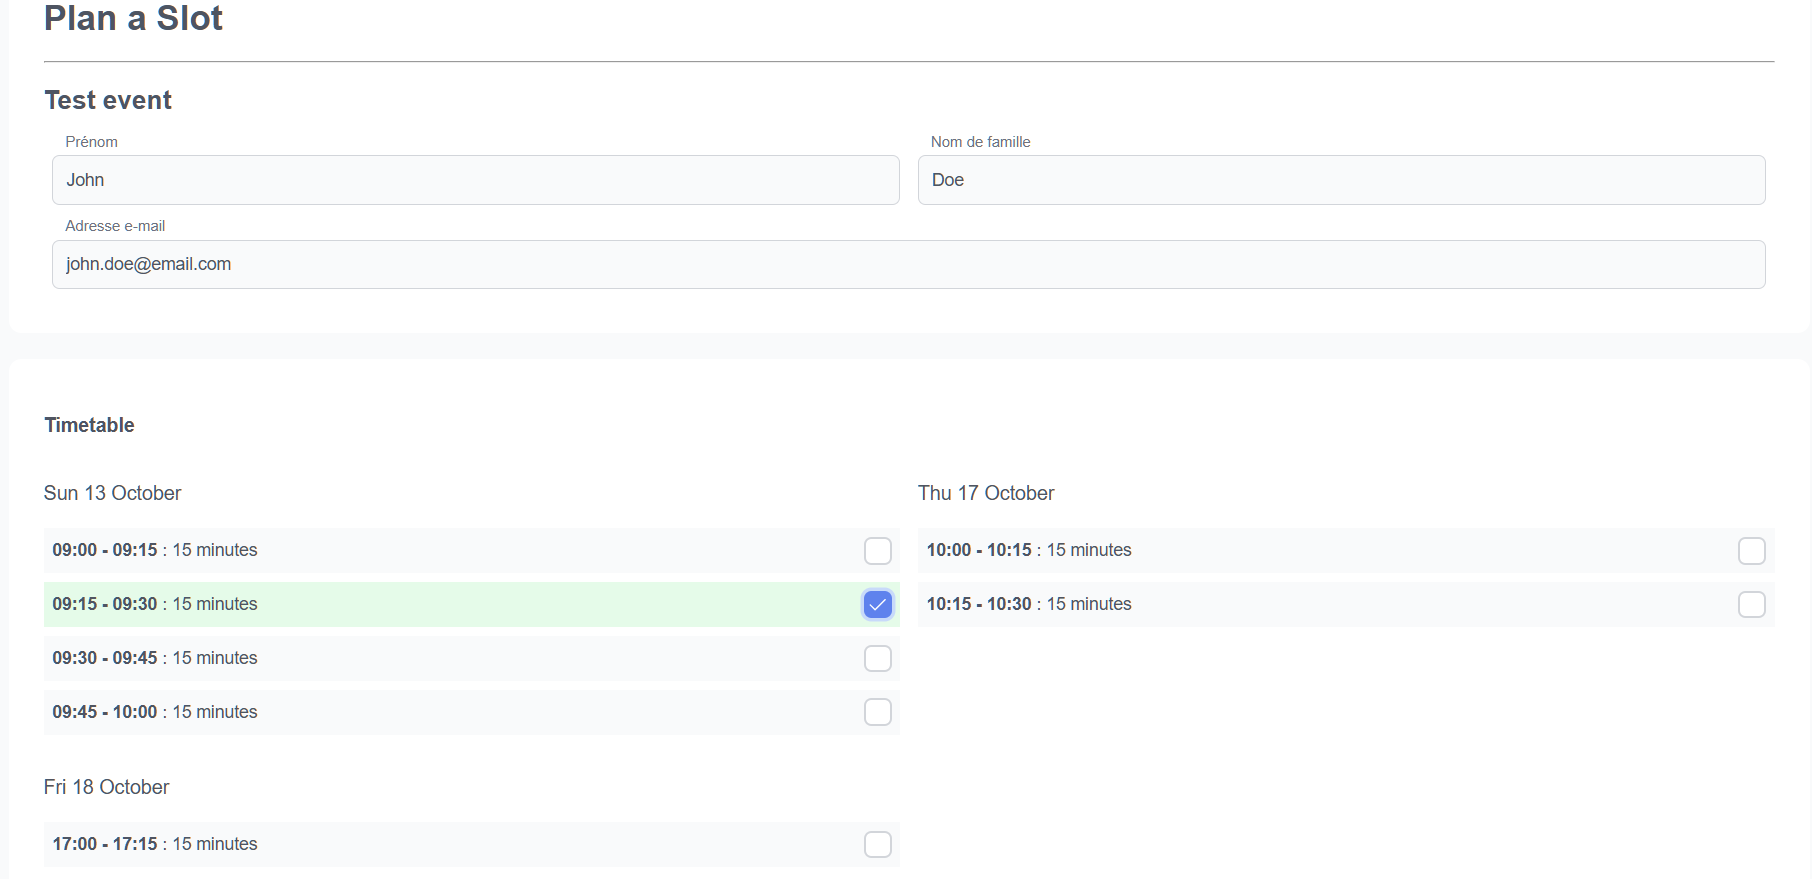 Plan a Slot
Test event
Prénom
Nom de famille
John
Doe
Adresse e-mail
john.doe@email.com
Timetable
Sun 13 October
09:00 - 09:15 : 15 minutes
09:15 - 09:30 : 15 minutes
09:30 - 09:45 : 15 minutes
09:45 - 10:00 : 15 minutes
Thu 17 October
10:00 - 10:15 : 15 minutes
10:15 - 10:30 : 15 minutes
Fri 18 October
17:00 - 17:15 : 15 minutes